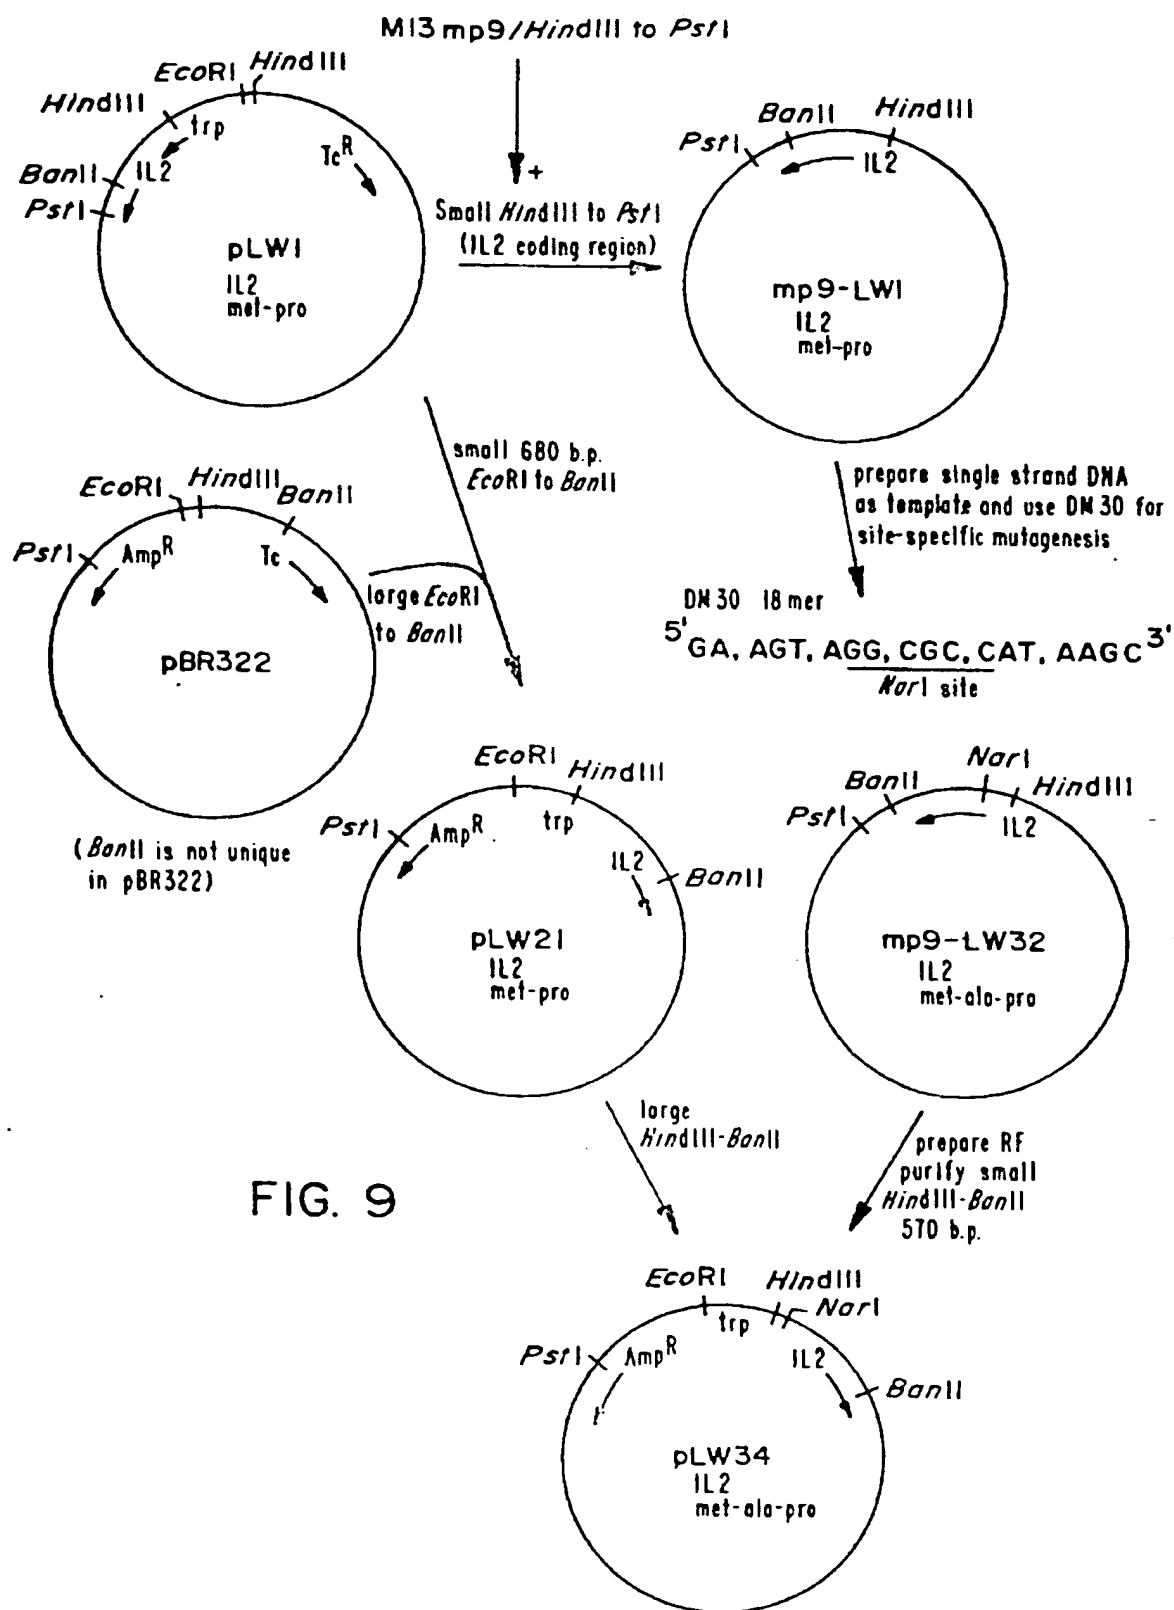 M13 mp9/HindIII to PstI
EcoRI
HindIII
HindIII
trp
TcR
BanII
IL2
PstI
pLW1
IL2
met-pro
+
Small HindIII to PstI
(IL2 coding region)
BanII
HindIII
PstI
IL2
mp9-LW1
IL2
met-pro
small 680 b.p.
EcoRI to BanII
EcoRI
HindIII
BanII
PstI
AmpR
Tc
pBR322
large EcoRI
to BanII
(BanII is not unique
in pBR322)
prepare single strand DNA
as template and use DM30 for
site-specific mutagenesis
DM30 18 mer
5' GA, AGT, AGG, CGC, CAT, AAGC 3'
NarI site
EcoRI
HindIII
PstI
AmpR
trp
IL2
BanII
pLW21
IL2
met-pro
NarI
BanII
HindIII
PstI
IL2
mp9-LW32
IL2
met-ala-pro
large
HindIII-BanII
prepare RF
purify small
HindIII-BanII
570 b.p.
FIG. 9
EcoRI
HindIII
NarI
trp
PstI
AmpR
IL2
BanII
pLW34
IL2
met-ala-pro